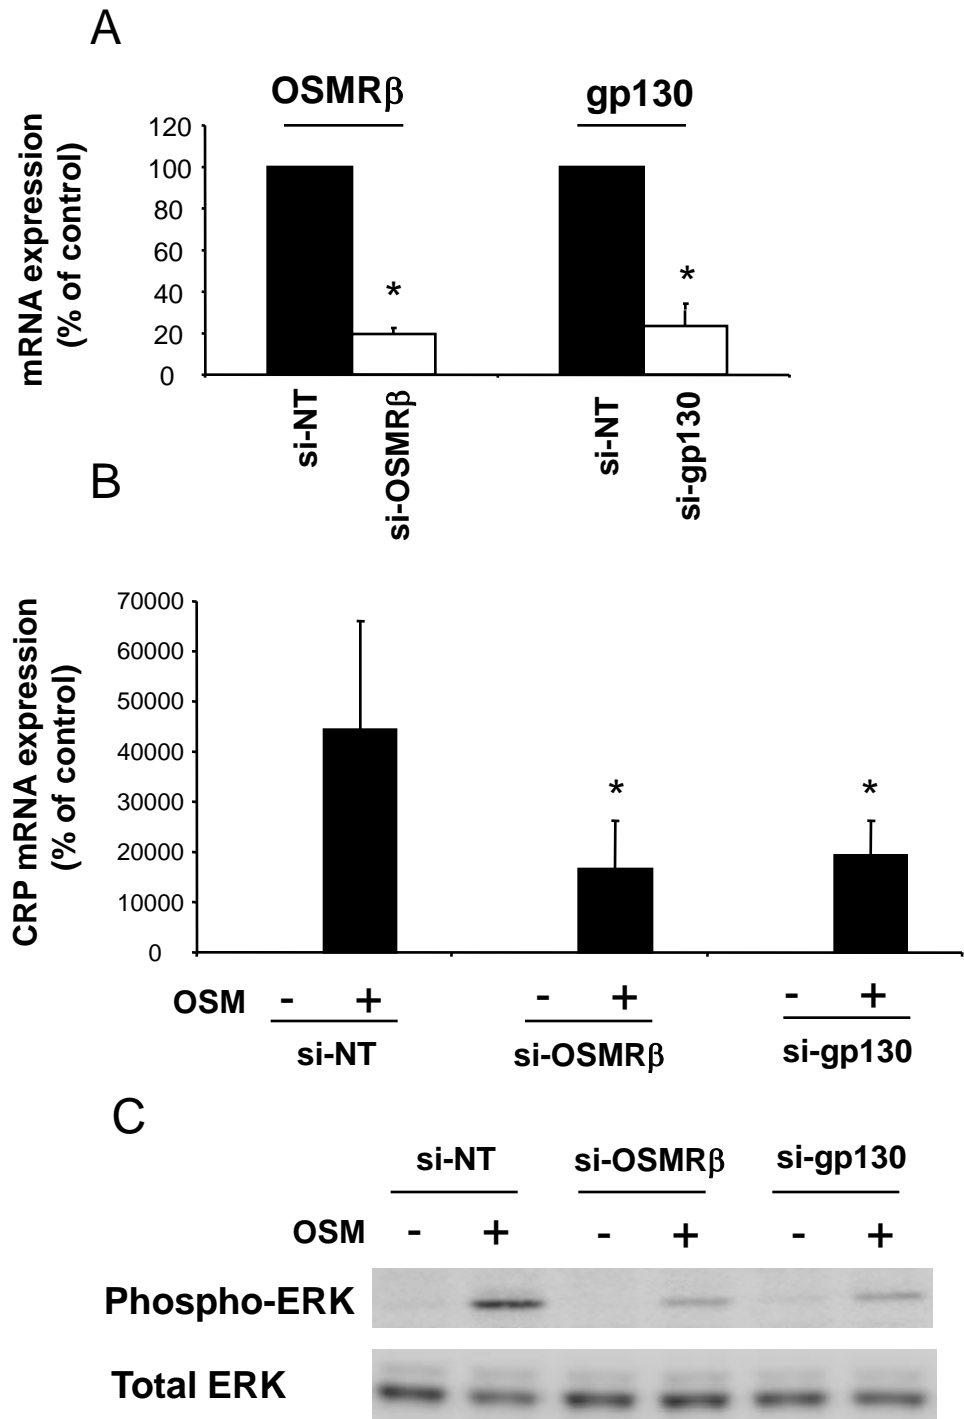 A
OSMRβ gp130
mRNA expression
(% of control)
120
100
80
60
40
20
0
* *
si-NT si-OSMRβ si-NT si-gp130
B
CRP mRNA expression
(% of control)
70000
60000
50000
40000
30000
20000
10000
0
* *
OSM - + - + - +
si-NT si-OSMRβ si-gp130
C
si-NT si-OSMRβ si-gp130
OSM - + - + - +
Phospho-ERK
Total ERK